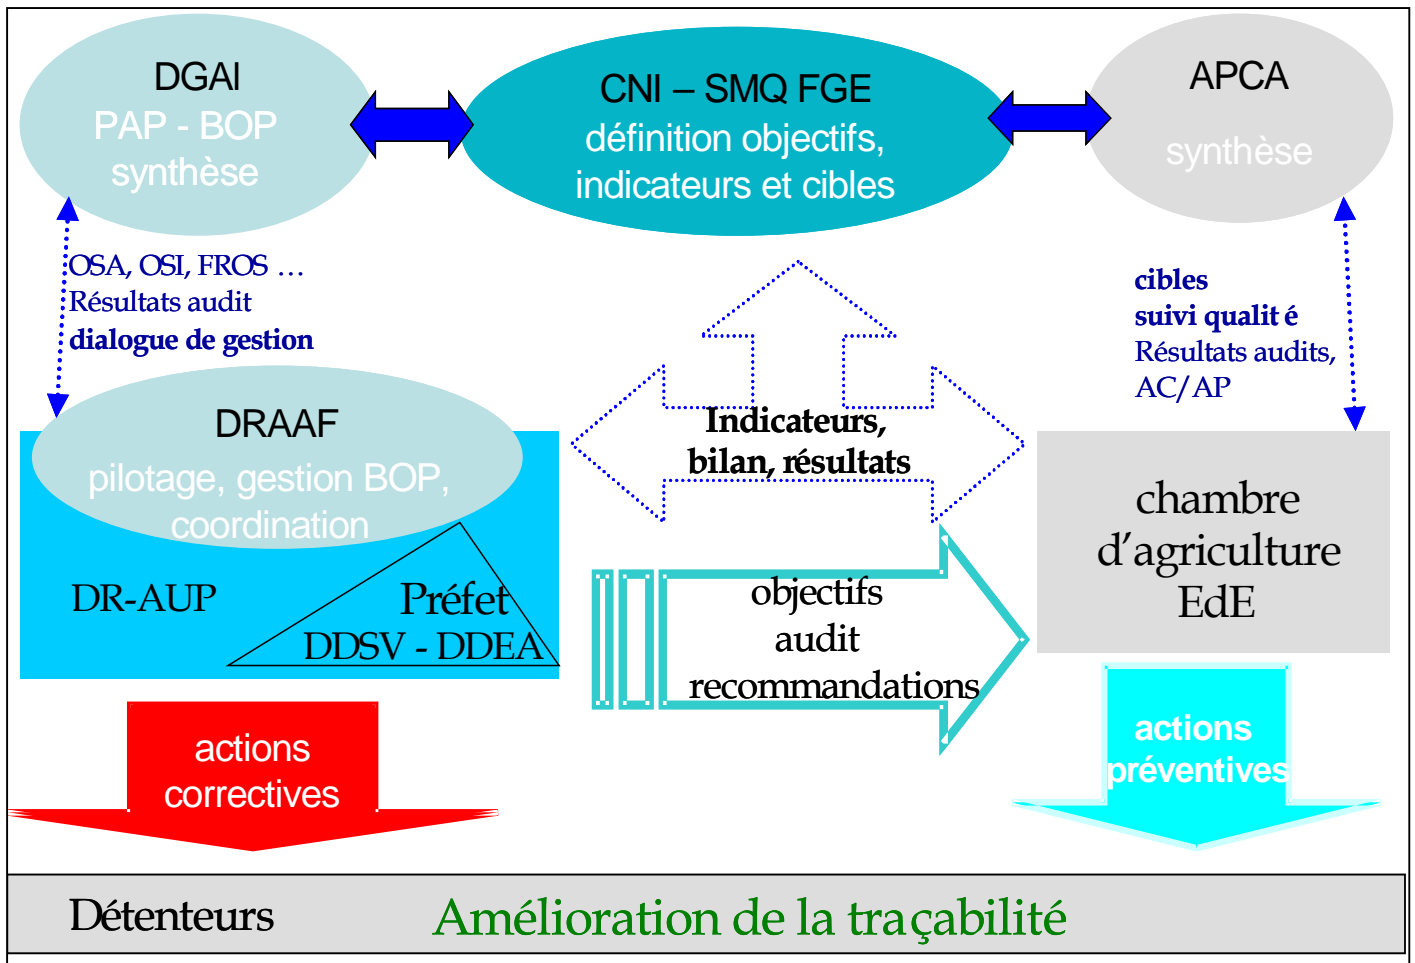 DGAl
PAP - BOP
synthèse
CNI – SMQ FGE
définition objectifs,
indicateurs et cibles
APCA
synthèse
OSA, OSI, FROS …
Résultats audit
dialogue de gestion
cibles
suivi qualit é
Résultats audits,
AC/AP
DRAAF
pilotage, gestion BOP,
coordination
Indicateurs,
bilan, résultats
DR-AUP
Préfet
DDSV - DDEA
objectifs
audit
recommandations
chambre
d’agriculture
EdE
actions
correctives
actions
préventives
Détenteurs
Amélioration de la traçabilité